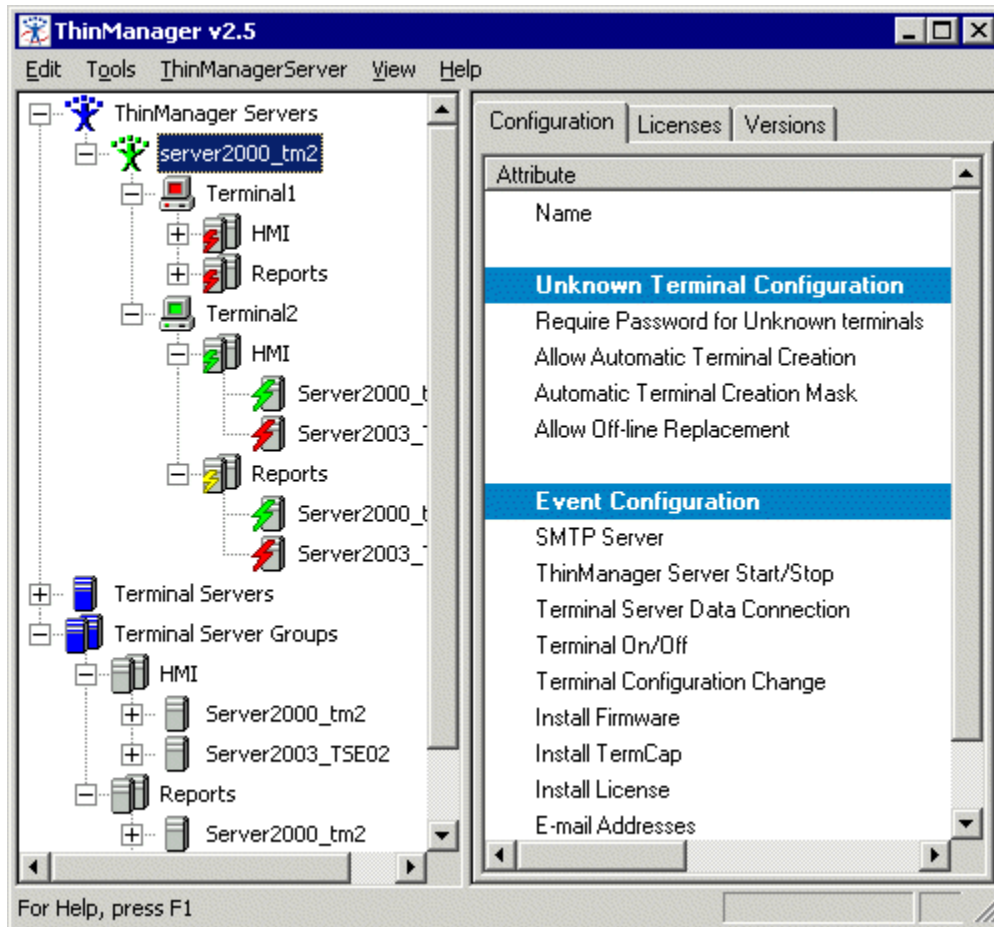 ThinManager v2.5
Edit Tools ThinManagerServer View Help
ThinManager Servers
server2000_tm2
Terminal1
HMI
Reports
Terminal2
HMI
Server2000_t
Server2003_T
Reports
Server2000_t
Server2003_T
Terminal Servers
Terminal Server Groups
HMI
Server2000_tm2
Server2003_TSE02
Reports
Server2000_tm2
Configuration Licenses Versions
Attribute
Name
Unknown Terminal Configuration
Require Password for Unknown terminals
Allow Automatic Terminal Creation
Automatic Terminal Creation Mask
Allow Off-line Replacement
Event Configuration
SMTP Server
ThinManager Server Start/Stop
Terminal Server Data Connection
Terminal On/Off
Terminal Configuration Change
Install Firmware
Install TermCap
Install License
E-mail Addresses
For Help, press F1